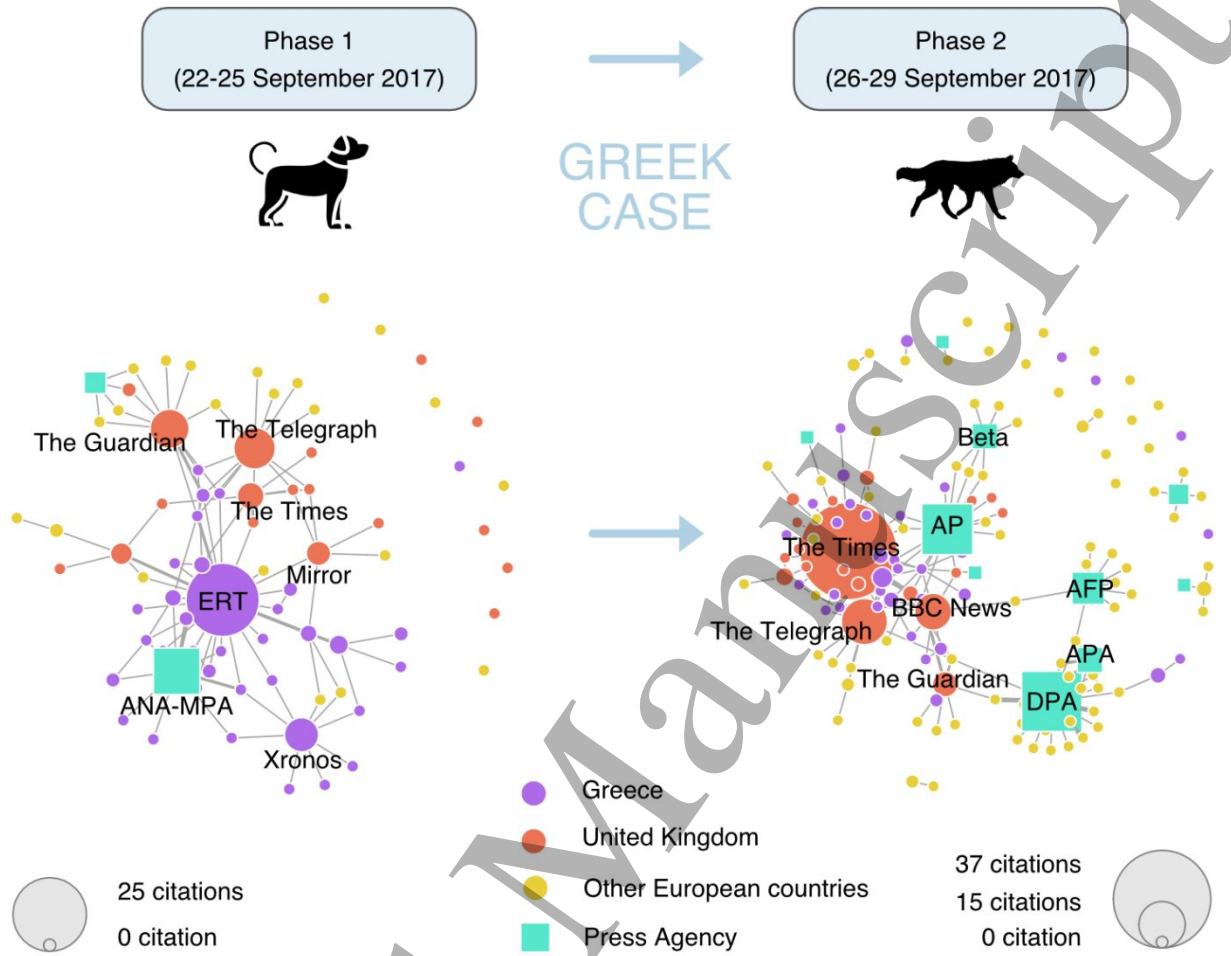 Phase 1
(22-25 September 2017)
Phase 2
(26-29 September 2017)
GREEK
CASE
The Guardian
The Telegraph
The Times
Mirror
ERT
ANA-MPA
Xronos
Beta
AP
The Times
AFP
BBC News
The Telegraph
APA
The Guardian
DPA
Greece
United Kingdom
Other European countries
Press Agency
25 citations
0 citation
37 citations
15 citations
0 citation
Manuscript